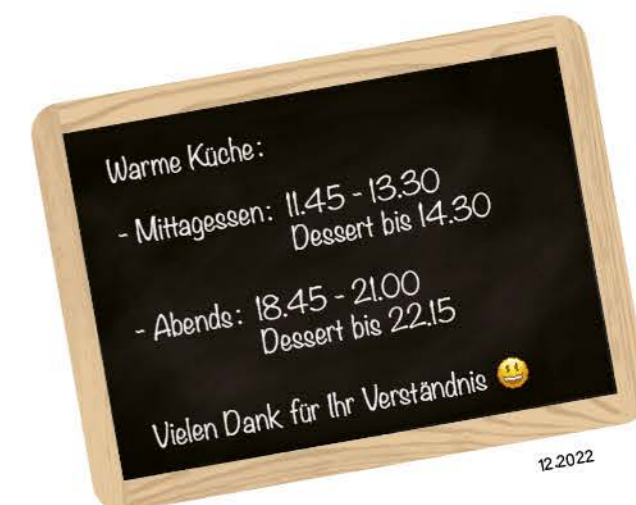 Warme Küche:
- Mittagessen: 11.45 - 13.30
Dessert bis 14.30
- Abends: 18.45 - 21.00
Dessert bis 22.15
Vielen Dank für Ihr Verständnis
12.2022